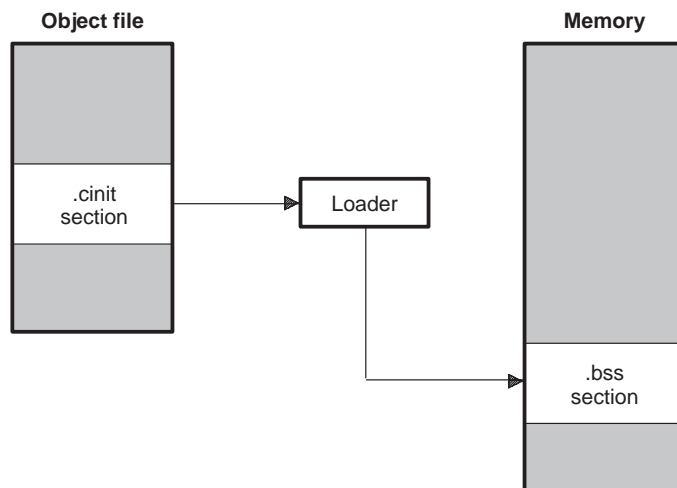 Object file
Memory
.cinit
section
Loader
.bss
section